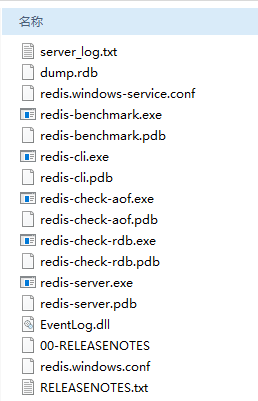 名称
server_log.txt
dump.rdb
redis.windows-service.conf
redis-benchmark.exe
redis-benchmark.pdb
redis-cli.exe
redis-cli.pdb
redis-check-aof.exe
redis-check-aof.pdb
redis-check-rdb.exe
redis-check-rdb.pdb
redis-server.exe
redis-server.pdb
EventLog.dll
00-RELEASENOTES
redis.windows.conf
RELEASENOTES.txt